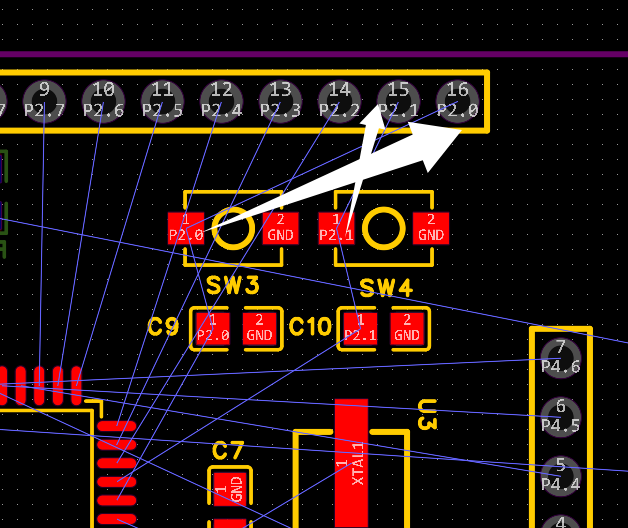 9 10 11 12 13 14 15 16
P2.7 P2.6 P2.5 P2.4 P2.3 P2.2 P2.1 P2.0
1 2 1 2
P2.0 GND P2.1 GND
SW3 SW4
C9 1 2 C10 1 2
P2.0 GND P2.1 GND
7
P4.6
6
P4.5
U3
C7
5
P4.4
1 XTAL1
1 GND
4